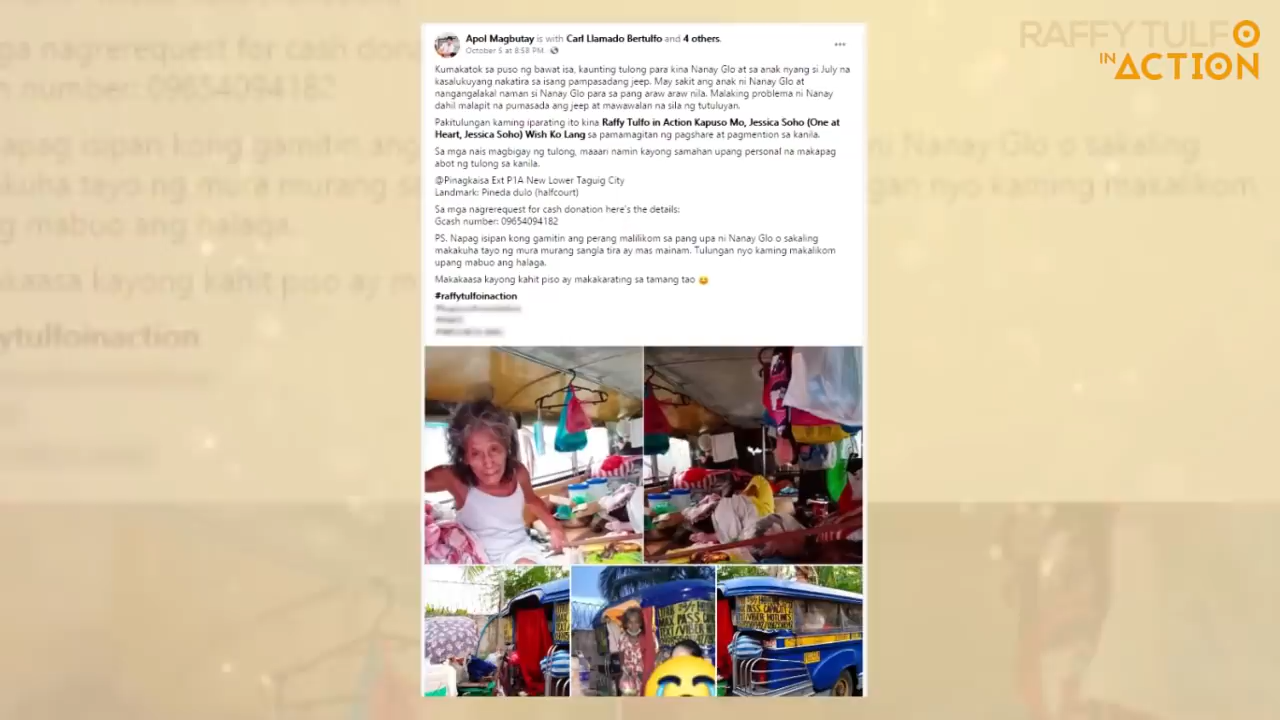 RAFFY TULFO
IN ACTION
Apol Magbutay is with Carl Llamado Bertulfo and 4 others.
October 5 at 8:58 PM
Kumakatok sa puso ng bawat isa, kaunting tulong para kina Nanay Glo at sa anak nyang si July na
kasalukuyang nakatira sa isang pampasadang jeep. May sakit ang anak ni Nanay Glo at
nangangalakal naman si Nanay Glo para sa pang araw araw nila. Malaking problema ni Nanay
dahil malapit na pumasada ang jeep at mawawalan na sila ng tutuluyan.
Pakitulungan kaming iparating ito kina Raffy Tulfo in Action Kapuso Mo, Jessica Soho (One at
Heart, Jessica Soho) Wish Ko Lang sa pamamagitan ng pagshare at pagmention sa kanila.
Sa mga nais magbigay ng tulong, maaari namin kayong samahan upang personal na makapag
abot ng tulong sa kanila.
@Pinagkaisa Ext P1A New Lower Taguig City
Landmark: Pineda dulo (halfcourt)
Sa mga nagrerequest for cash donation here's the details:
Gcash number: 09654094182
PS. Napag isipan kong gamitin ang perang malilikom sa pang upa ni Nanay Glo o sakaling
makakuha tayo ng mura murang sangla tira ay mas mainam. Tulungan nyo kaming makalikom
upang mabuo ang halaga.
Makakaasa kayong kahit piso ay makakarating sa tamang tao
#raffytulfoinaction